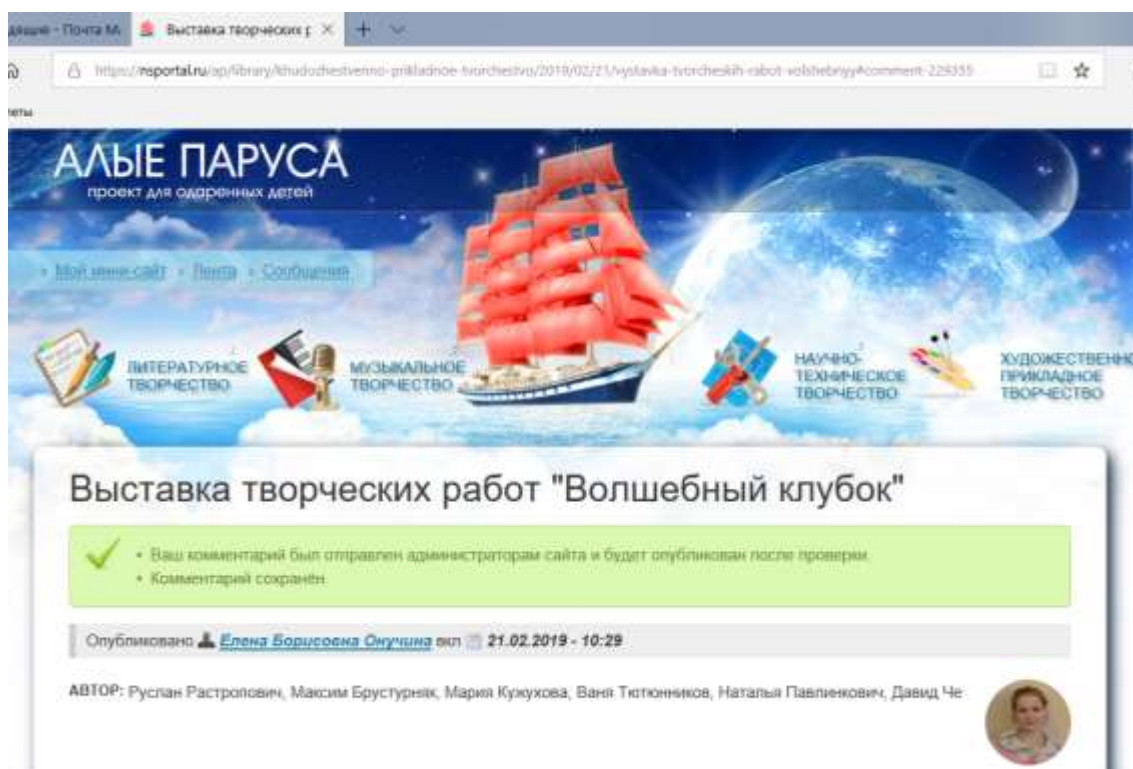 Почта М
Выставка творческих р
https://nsportal.ru/ap/library/khudozhestvenno-prikladnoe-tvorchestvo/2019/02/21/vystavka-tvorcheskih-rabot-volshebnyy#comment-229355
АЛЫЕ ПАРУСА
проект для одаренных детей
Мой мини-сайт Лента Сообщения
ЛИТЕРАТУРНОЕ
ТВОРЧЕСТВО
МУЗЫКАЛЬНОЕ
ТВОРЧЕСТВО
НАУЧНО-
ТЕХНИЧЕСКОЕ
ТВОРЧЕСТВО
ХУДОЖЕСТВЕННО
ПРИКЛАДНОЕ
ТВОРЧЕСТВО
Выставка творческих работ "Волшебный клубок"
• Ваш комментарий был отправлен администраторам сайта и будет опубликован после проверки.
• Комментарий сохранён.
Опубликовано Елена Борисовна Онучина вкл 21.02.2019 - 10:29
АВТОР: Руслан Растропович, Максим Брустурняк, Мария Кужухова, Ваня Тютюнников, Наталья Павлинкович, Давид Че